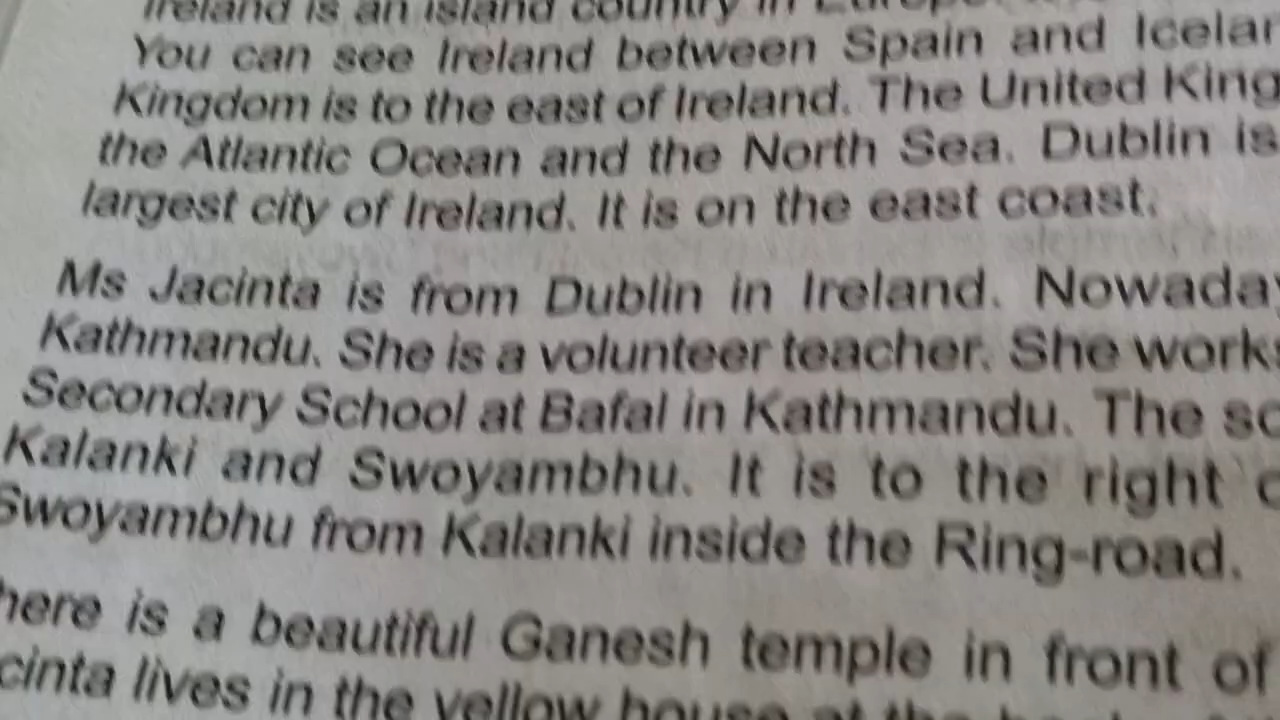 Ireland is an island country in Europe.
You can see Ireland between Spain and Icelan
Kingdom is to the east of Ireland. The United King
the Atlantic Ocean and the North Sea. Dublin is
largest city of Ireland. It is on the east coast.
Ms Jacinta is from Dublin in Ireland. Nowaday
Kathmandu. She is a volunteer teacher. She works
Secondary School at Bafal in Kathmandu. The sc
Kalanki and Swoyambhu. It is to the right o
Swoyambhu from Kalanki inside the Ring-road.
here is a beautiful Ganesh temple in front of
cinta lives in the yellow house at the